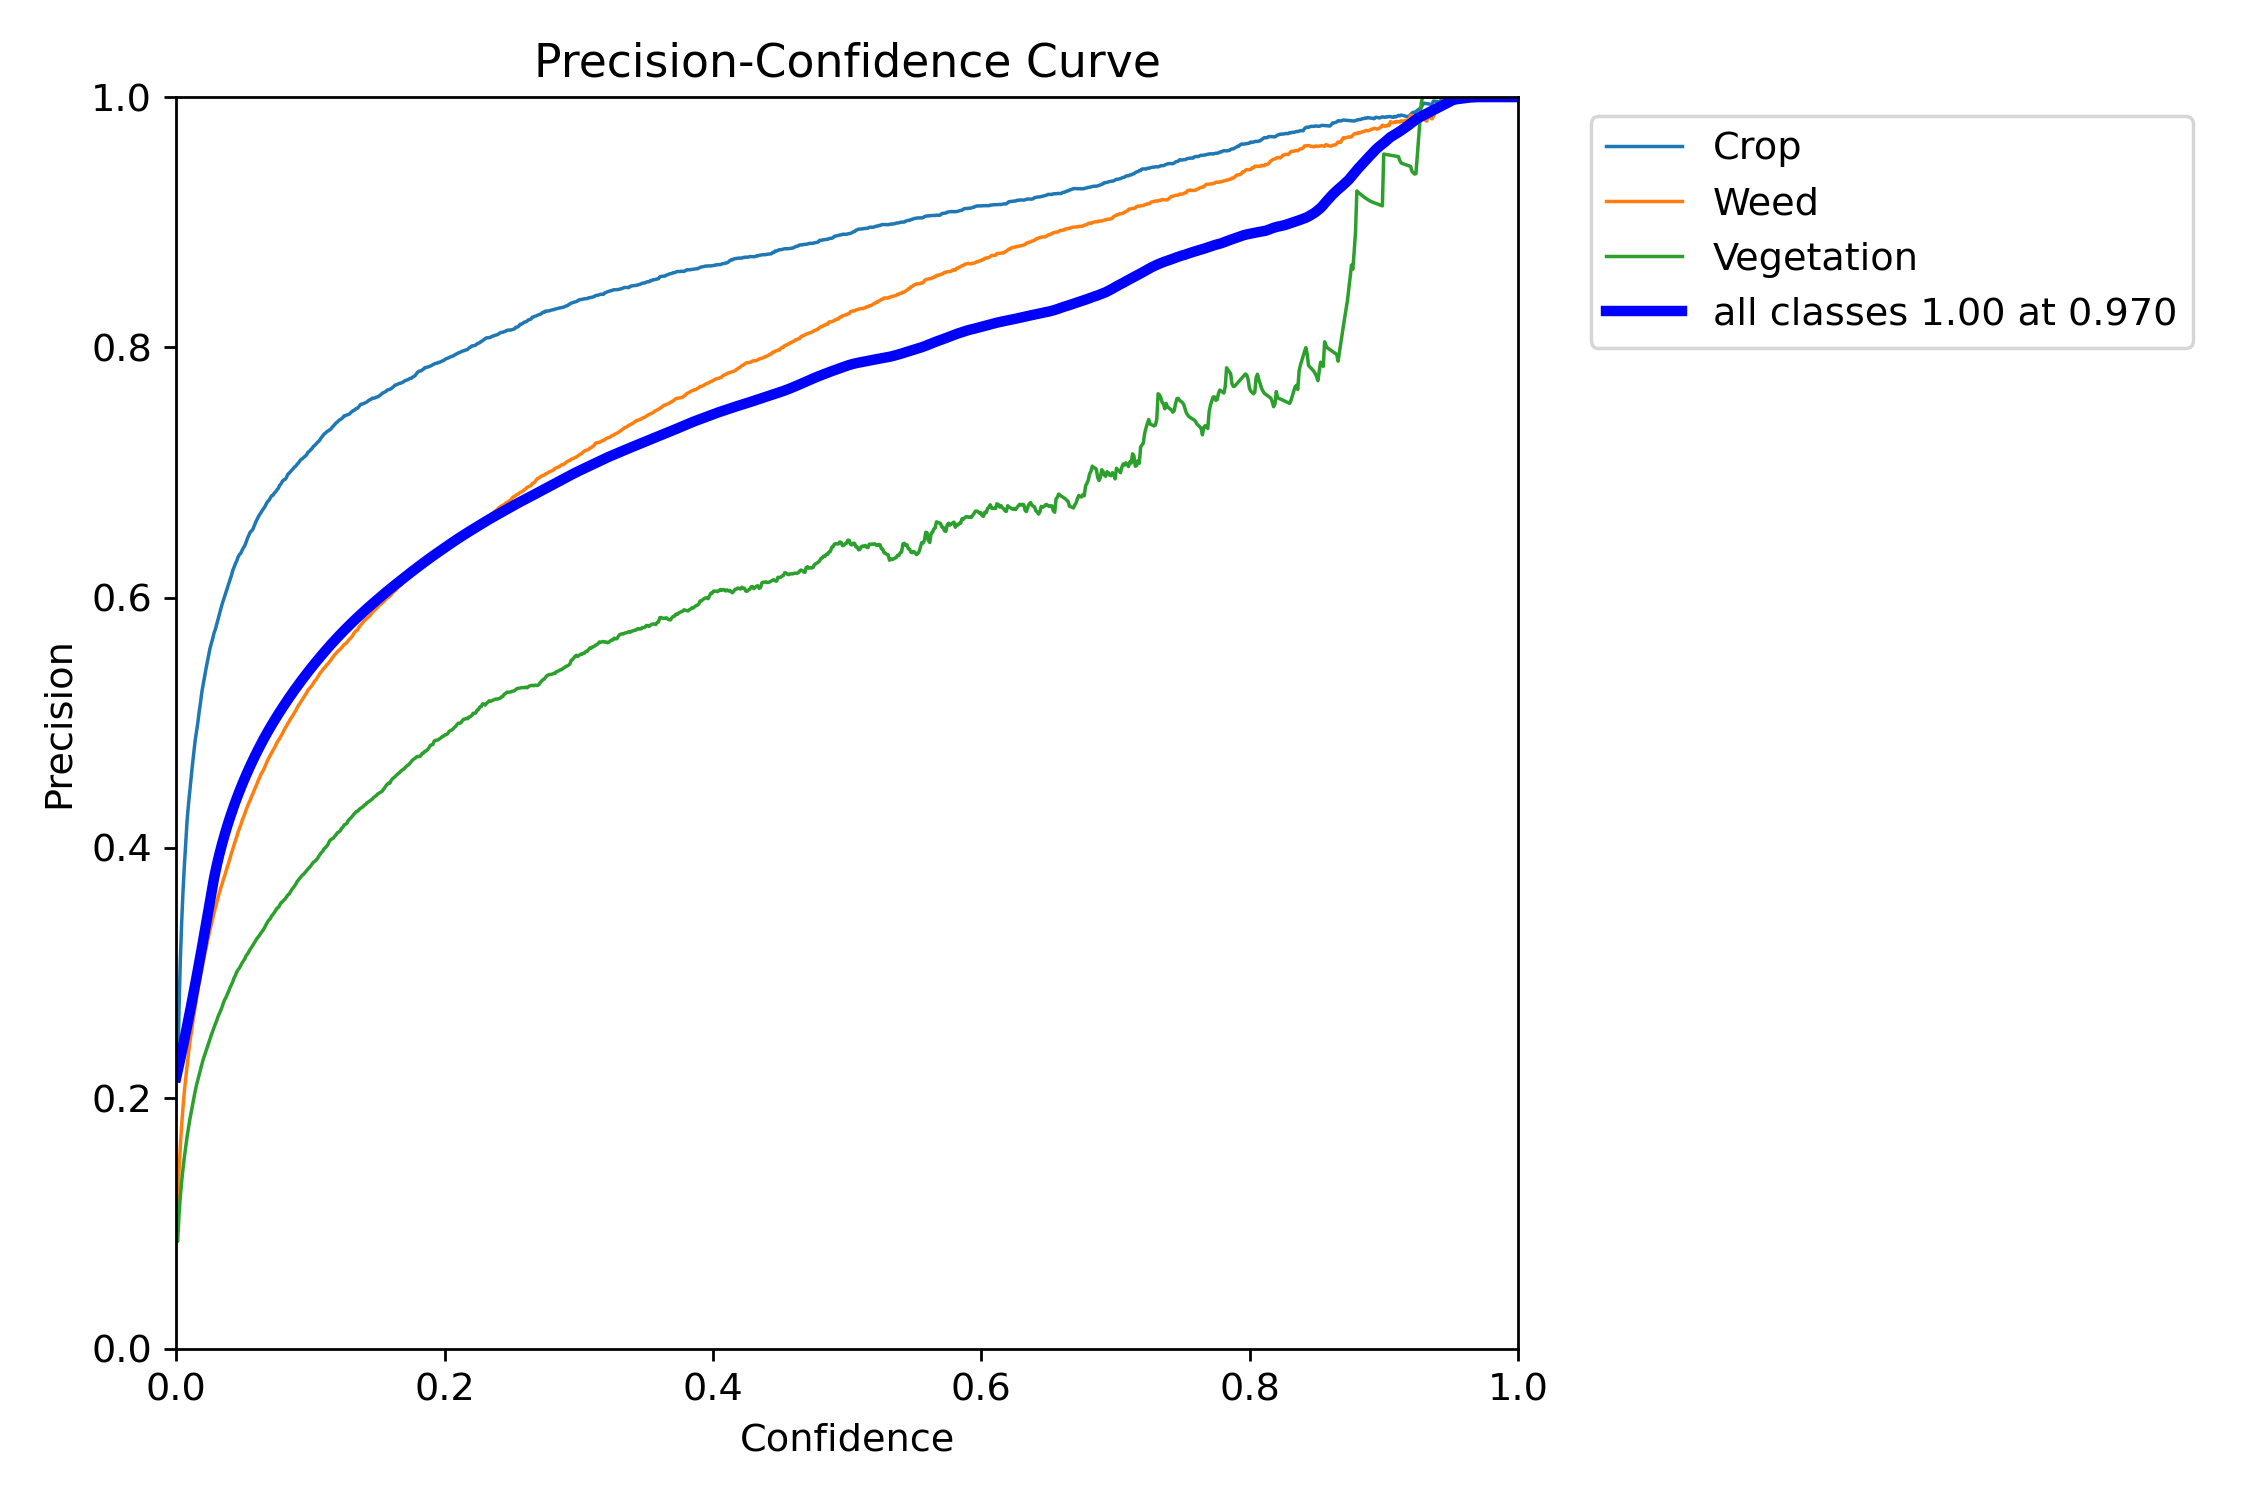 Precision-Confidence Curve
1.0
0.8
0.6
0.4
0.2
0.0
Precision
0.0 0.2 0.4 0.6 0.8 1.0
Confidence
Crop
Weed
Vegetation
all classes 1.00 at 0.970